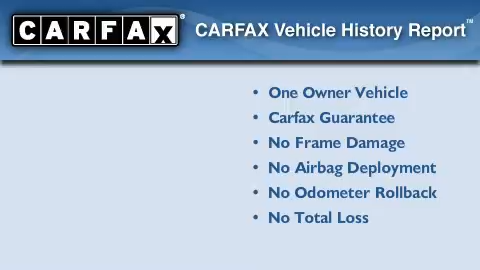 CARFAX® CARFAX Vehicle History Report™
• One Owner Vehicle
• Carfax Guarantee
• No Frame Damage
• No Airbag Deployment
• No Odometer Rollback
• No Total Loss